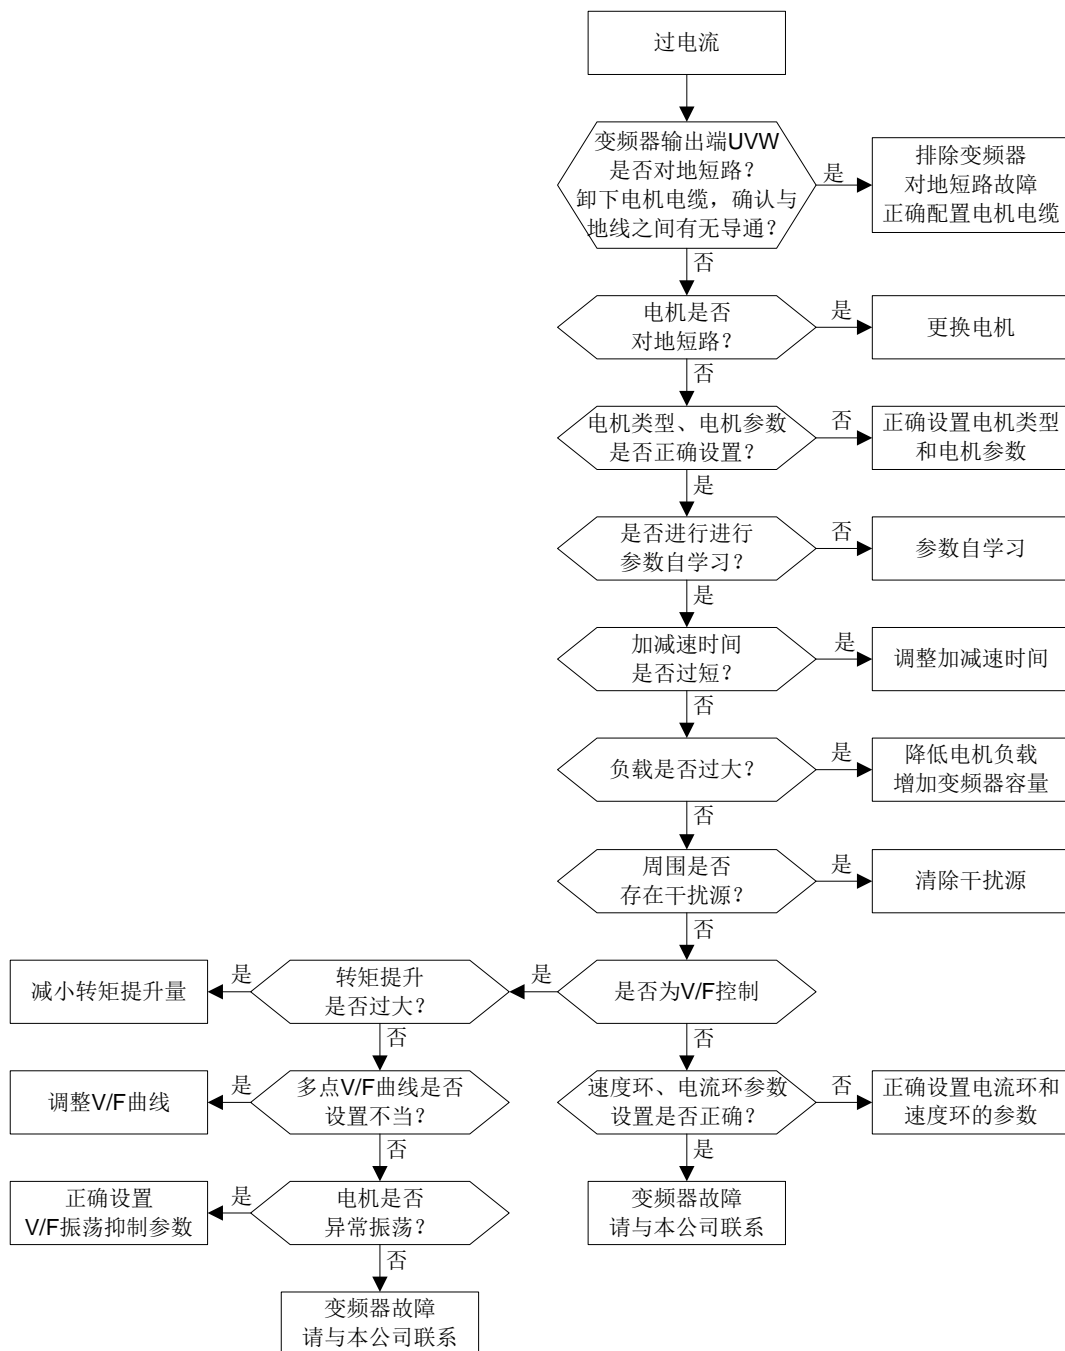 过电流
变频器输出端UVW
是否对地短路？
卸下电机电缆，确认与
地线之间有无导通？
是
排除变频器
对地短路故障
正确配置电机电缆
否
电机是否
对地短路？
是
更换电机
否
电机类型、电机参数
是否正确设置？
否
正确设置电机类型
和电机参数
是
是否进行进行
参数自学习？
否
参数自学习
是
加减速时间
是否过短？
是
调整加减速时间
否
负载是否过大？
是
降低电机负载
增加变频器容量
否
周围是否
存在干扰源？
是
清除干扰源
否
是否为V/F控制
是
转矩提升
是否过大？
是
减小转矩提升量
否
多点V/F曲线是否
设置不当？
是
调整V/F曲线
否
电机是否
异常振荡？
是
正确设置
V/F振荡抑制参数
否
变频器故障
请与本公司联系
否
速度环、电流环参数
设置是否正确？
否
正确设置电流环和
速度环的参数
是
变频器故障
请与本公司联系